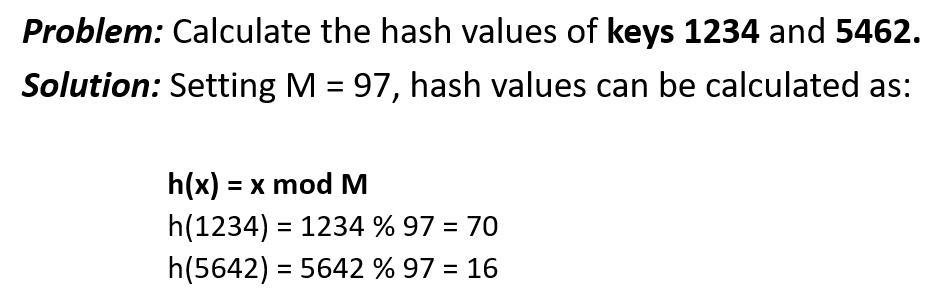 Problem: Calculate the hash values of keys 1234 and 5462.
Solution: Setting M = 97, hash values can be calculated as:
h(x) = x mod M
h(1234) = 1234 % 97 = 70
h(5642) = 5642 % 97 = 16